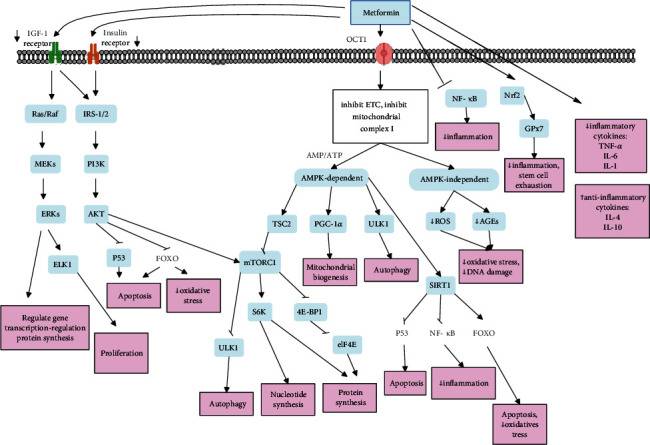 Metformin
IGF-1
receptor
Insulin
receptor
OCT1
Ras/Raf
IRS-1/2
inhibit ETC, inhibit
mitochondrial
complex I
NF- κB
Nrf2
GPx7
↓inflammation
↓inflammation,
stem cell
exhaustion
↓inflammatory
cytokines:
TNF-α
IL-6
IL-1
↑anti-inflammatory
cytokines:
IL-4
IL-10
MEKs
PI3K
AMP/ATP
AMPK-dependent
AMPK-independent
ERKs
AKT
TSC2
PGC-1α
ULK1
↓ROS
↓AGEs
ELK1
P53
FOXO
mTORC1
Mitochondrial
biogenesis
Autophagy
↓oxidative stress,
↓DNA damage
Apoptosis
↓oxidative
stress
SIRT1
Regulate gene
transcription-regulation
protein synthesis
Proliferation
ULK1
S6K
4E-BP1
elF4E
P53
NF- κB
FOXO
Autophagy
Nucleotide
synthesis
Protein
synthesis
Apoptosis
↓inflammation
Apoptosis,
↓oxidatives
tress